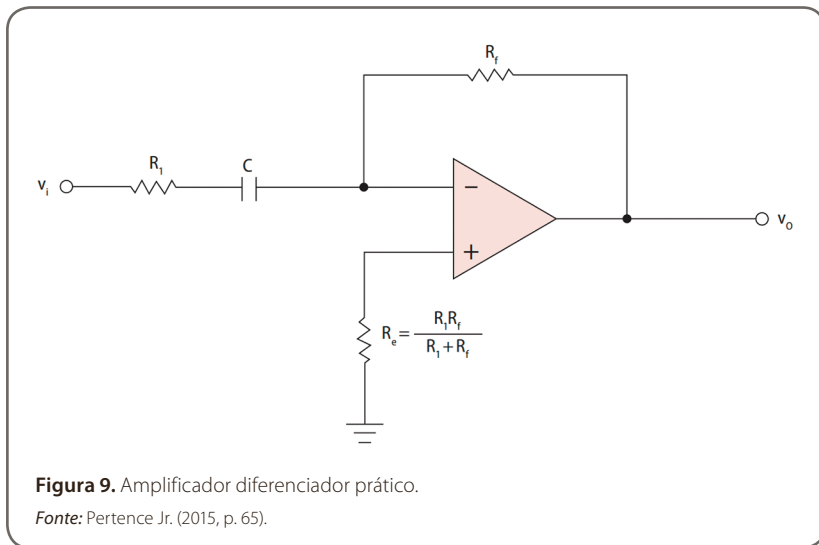 R_f
R_1
C
v_i
−
+
v_o
R_e = R_1R_f / R_1 + R_f
Figura 9. Amplificador diferenciador prático.
Fonte: Pertence Jr. (2015, p. 65).